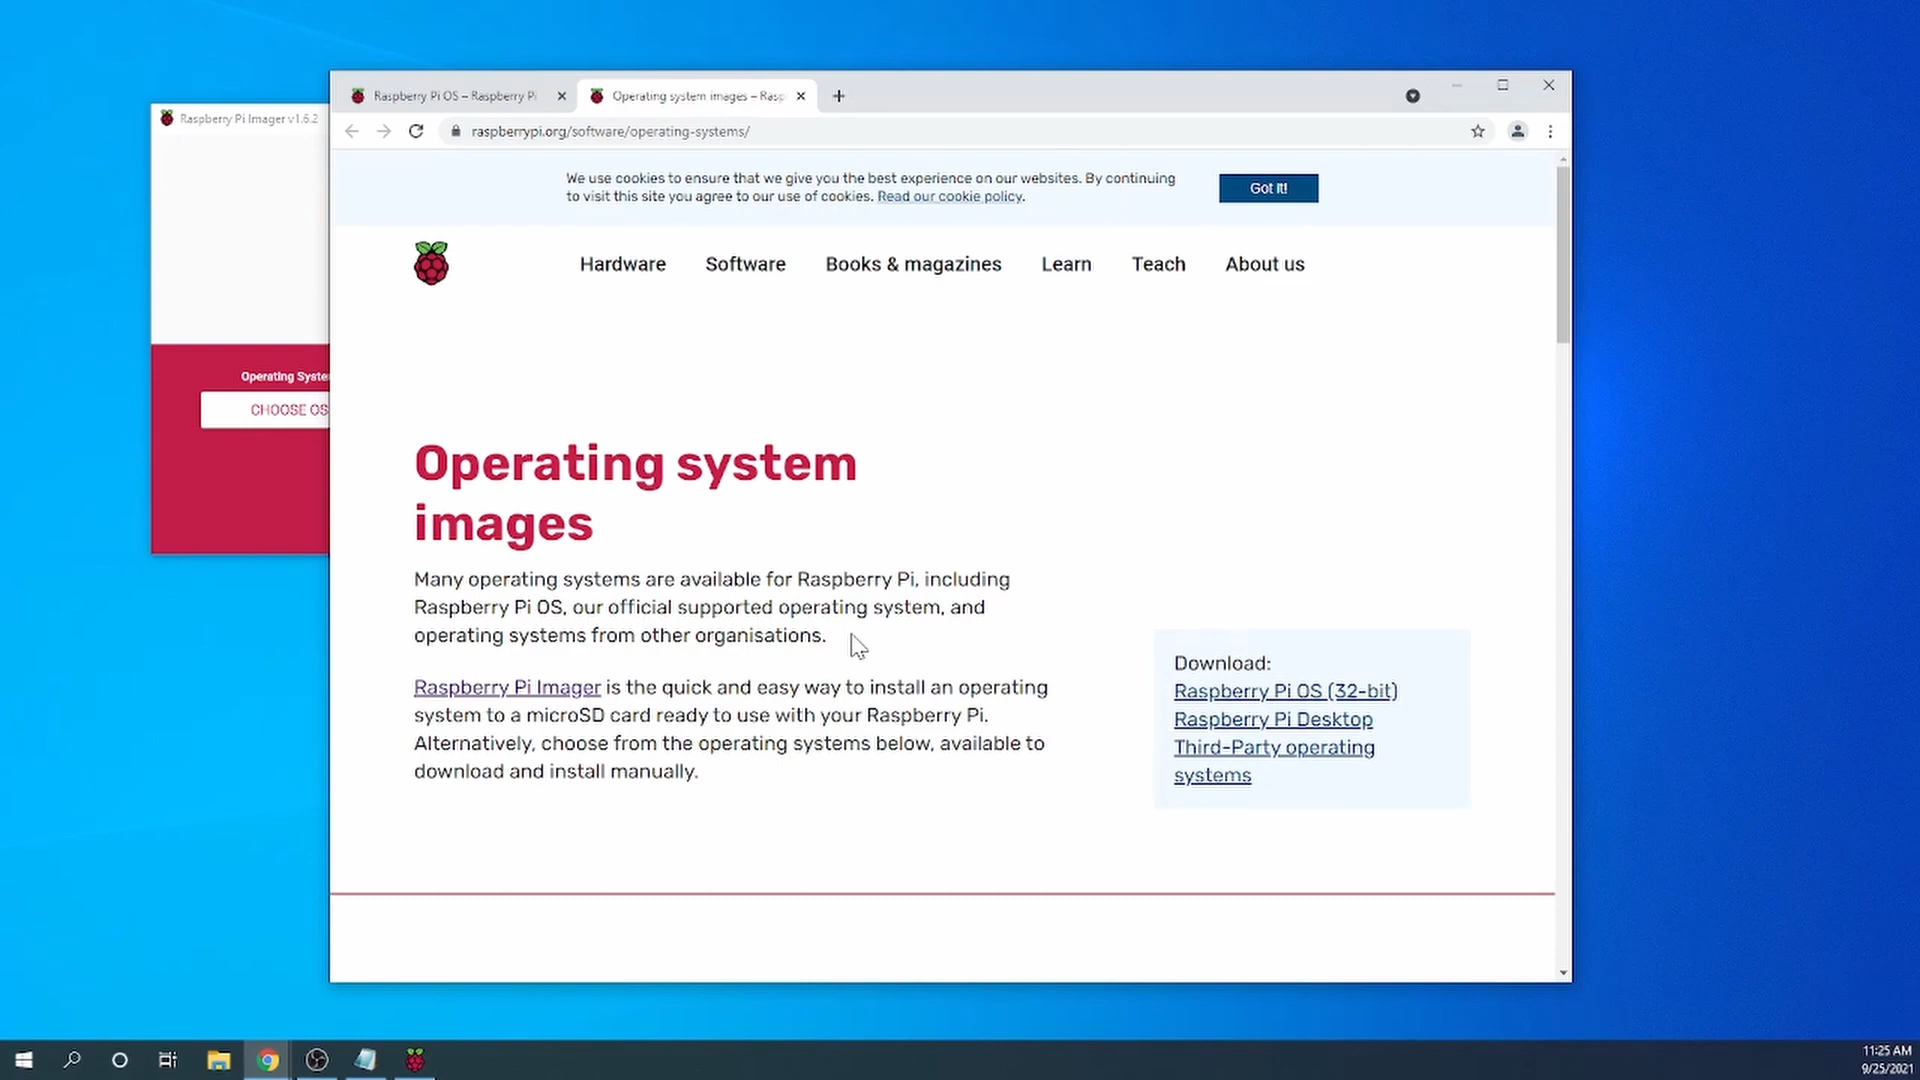 Raspberry Pi OS – Raspberry Pi
Operating system images – Rasp
Raspberry Pi Imager v1.6.2
raspberrypi.org/software/operating-systems/
We use cookies to ensure that we give you the best experience on our websites. By continuing
to visit this site you agree to our use of cookies. Read our cookie policy.
Got it!
Hardware
Software
Books & magazines
Learn
Teach
About us
Operating Syste
CHOOSE OS
Operating system
images
Many operating systems are available for Raspberry Pi, including
Raspberry Pi OS, our official supported operating system, and
operating systems from other organisations.
Raspberry Pi Imager is the quick and easy way to install an operating
system to a microSD card ready to use with your Raspberry Pi.
Alternatively, choose from the operating systems below, available to
download and install manually.
Download:
Raspberry Pi OS (32-bit)
Raspberry Pi Desktop
Third-Party operating
systems
11:25 AM
9/25/2021